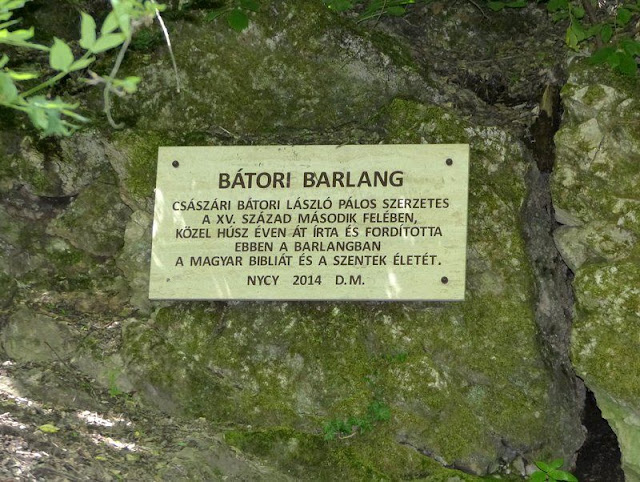 BÁTORI BARLANG
CSÁSZÁRI BÁTORI LÁSZLÓ PÁLOS SZERZETES
A XV. SZÁZAD MÁSODIK FELÉBEN,
KÖZEL HÚSZ ÉVEN ÁT ÍRTA ÉS FORDÍTOTTA
EBBEN A BARLANGBAN
A MAGYAR BIBLIÁT ÉS A SZENTEK ÉLETÉT.
NYCY 2014 D.M.